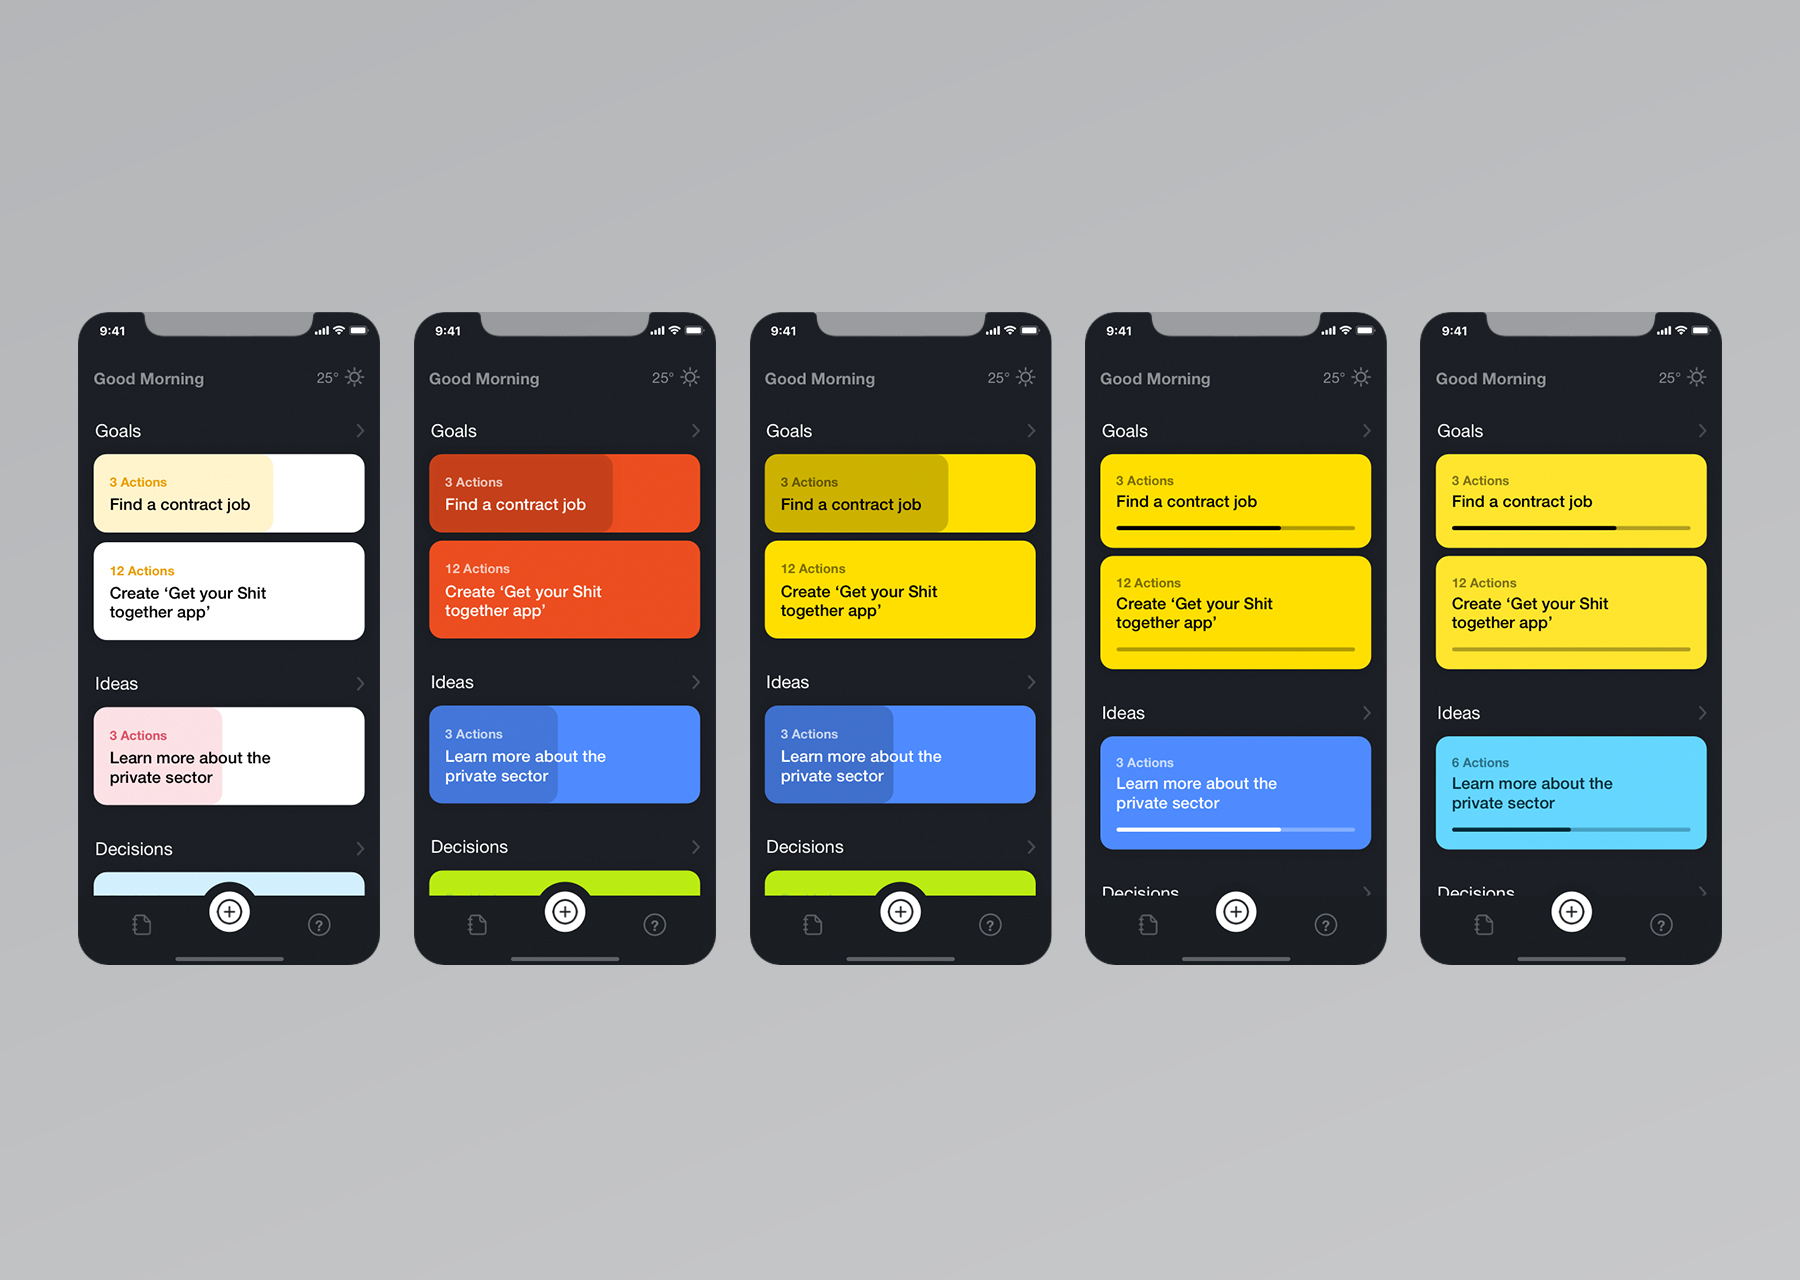 9:41
Good Morning 25°
Goals
3 Actions
Find a contract job
12 Actions
Create ‘Get your Shit
together app’
Ideas
3 Actions
Learn more about the
private sector
Decisions
?
9:41
Good Morning 25°
Goals
3 Actions
Find a contract job
12 Actions
Create ‘Get your Shit
together app’
Ideas
3 Actions
Learn more about the
private sector
Decisions
?
9:41
Good Morning 25°
Goals
3 Actions
Find a contract job
12 Actions
Create ‘Get your Shit
together app’
Ideas
3 Actions
Learn more about the
private sector
Decisions
?
9:41
Good Morning 25°
Goals
3 Actions
Find a contract job
12 Actions
Create ‘Get your Shit
together app’
Ideas
3 Actions
Learn more about the
private sector
Decisions
?
9:41
Good Morning 25°
Goals
3 Actions
Find a contract job
12 Actions
Create ‘Get your Shit
together app’
Ideas
6 Actions
Learn more about the
private sector
Decisions
?